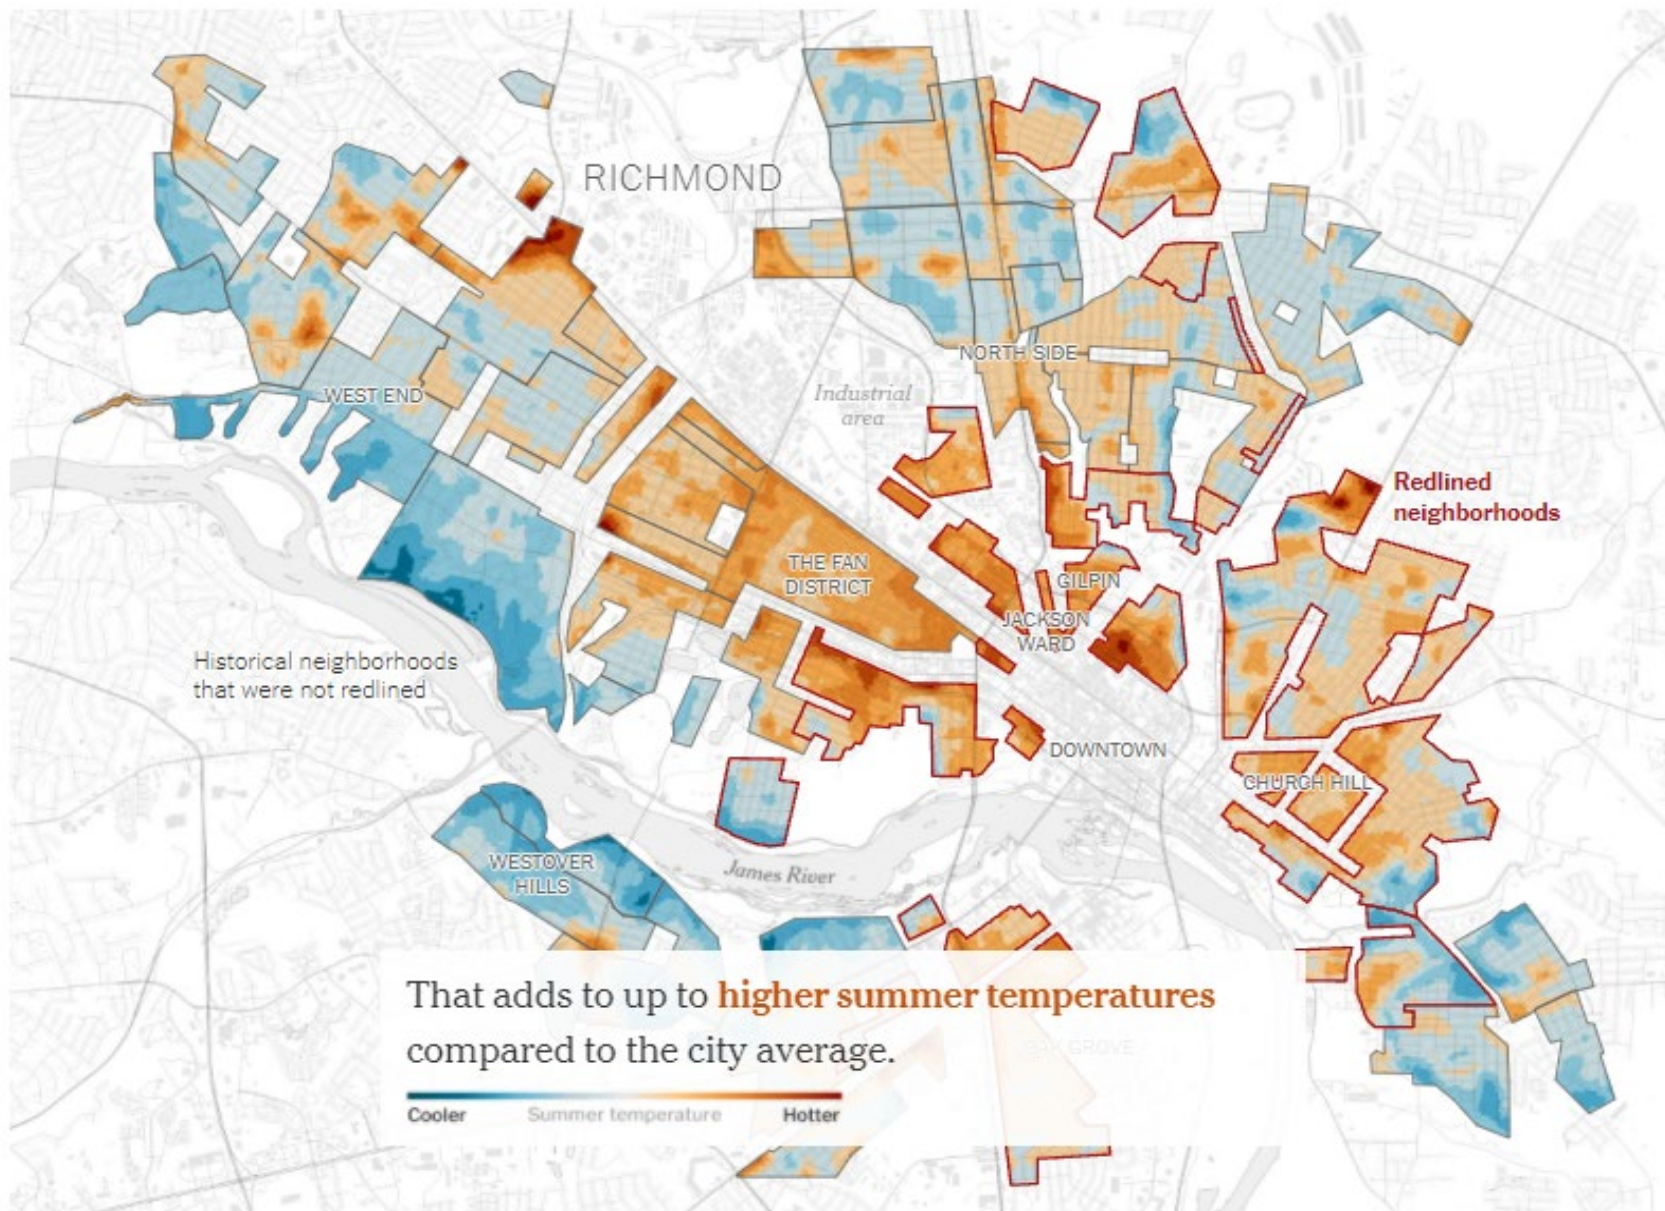 RICHMOND
NORTH SIDE
Industrial
area
WEST END
Redlined
neighborhoods
THE FAN
DISTRICT
GILPIN
JACKSON
WARD
Historical neighborhoods
that were not redlined
DOWNTOWN
CHURCH HILL
WESTOVER
HILLS
James River
That adds to up to higher summer temperatures
compared to the city average.
GROVE
Cooler Summer temperature Hotter